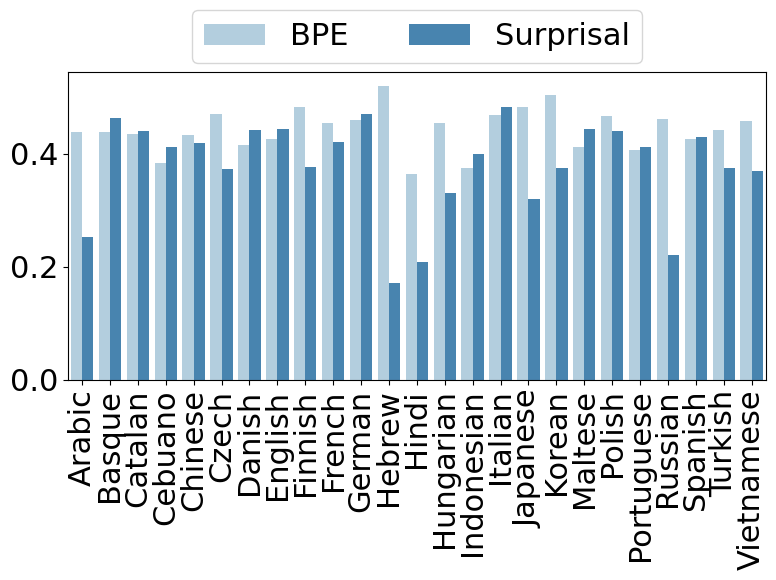 BPE Surprisal
0.4
0.2
0.0
Arabic
Basque
Catalan
Cebuano
Chinese
Czech
Danish
English
Finnish
French
German
Hebrew
Hindi
Hungarian
Indonesian
Italian
Japanese
Korean
Maltese
Polish
Portuguese
Russian
Spanish
Turkish
Vietnamese